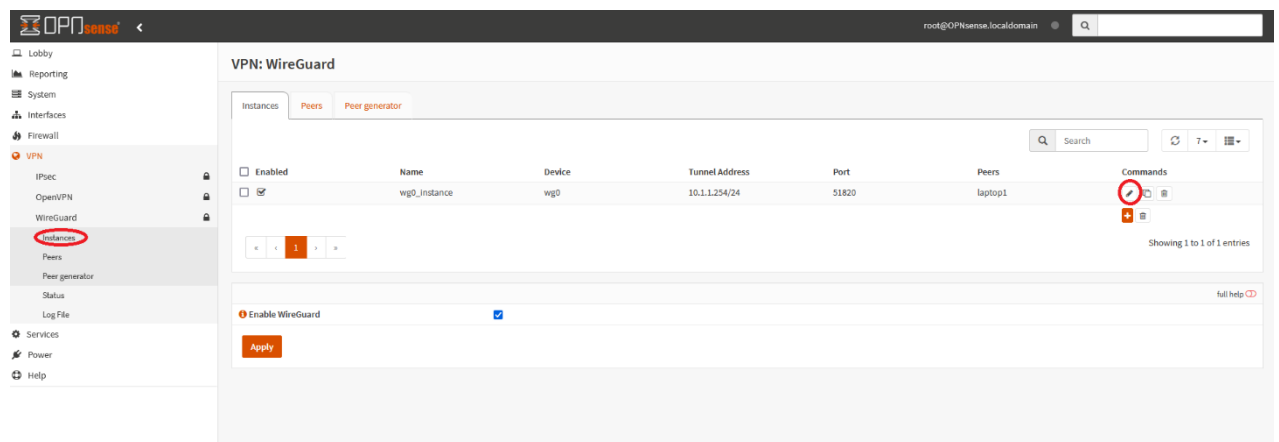 OPNsense
root@OPNsense.localdomain
Lobby
Reporting
System
Interfaces
Firewall
VPN
IPsec
OpenVPN
WireGuard
Instances
Peers
Peer generator
Status
Log File
Services
Power
Help
VPN: WireGuard
Instances Peers Peer generator
Search 7
Enabled Name Device Tunnel Address Port Peers Commands
wg0_Instance wg0 10.1.1.254/24 51820 laptop1
« ‹ 1 › »
Showing 1 to 1 of 1 entries
full help
Enable WireGuard
Apply